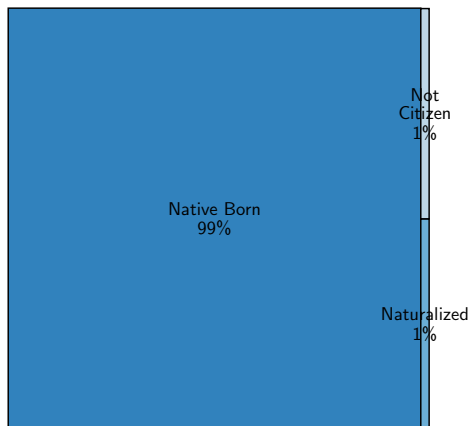 Not
Citizen
1%
Native Born
99%
Naturalized
1%